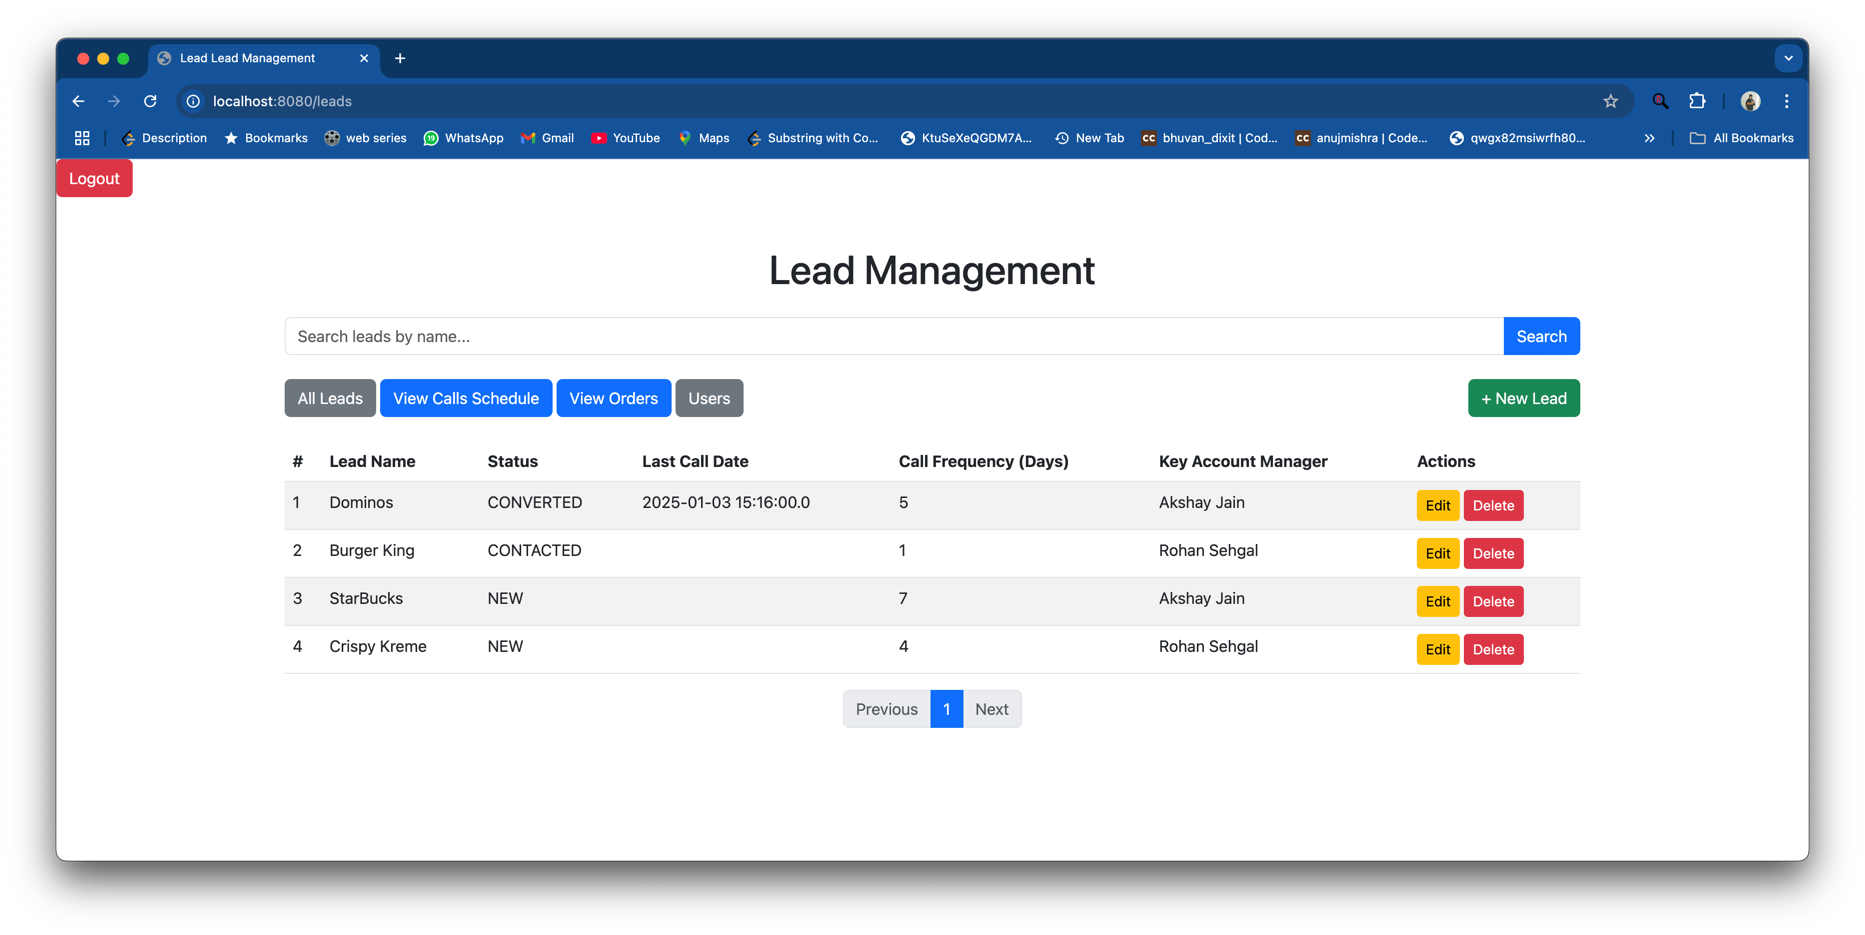 Lead Lead Management
localhost:8080/leads
Description Bookmarks web series 19 WhatsApp Gmail YouTube Maps Substring with Co... KtuSeXeQGDM7A... New Tab CC bhuvan_dixit | Cod... CC anujmishra | Code... qwgx82msiwrfh80... All Bookmarks
Logout
Lead Management
Search leads by name... Search
All Leads View Calls Schedule View Orders Users + New Lead
# Lead Name Status Last Call Date Call Frequency (Days) Key Account Manager Actions
1 Dominos CONVERTED 2025-01-03 15:16:00.0 5 Akshay Jain Edit Delete
2 Burger King CONTACTED 1 Rohan Sehgal Edit Delete
3 StarBucks NEW 7 Akshay Jain Edit Delete
4 Crispy Kreme NEW 4 Rohan Sehgal Edit Delete
Previous 1 Next